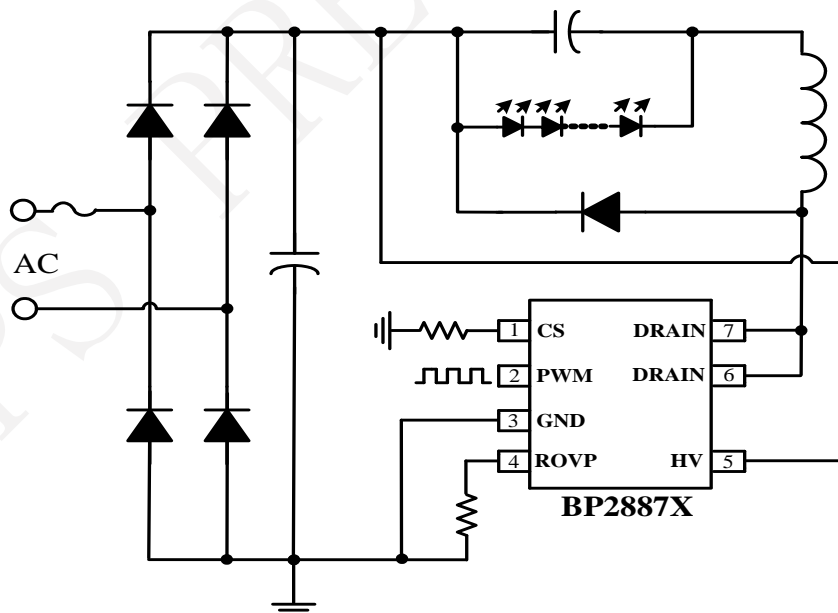 AC
1 CS DRAIN 7
2 PWM DRAIN 6
3 GND
4 ROVP HV 5
BP2887X